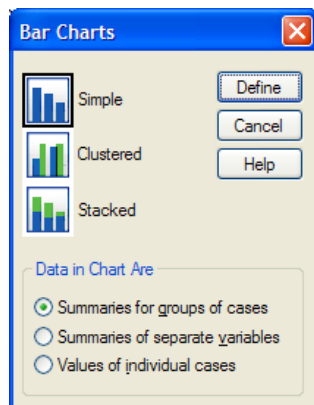 Bar Charts
Simple
Define
Cancel
Clustered
Help
Stacked
Data in Chart Are
Summaries for groups of cases
Summaries of separate variables
Values of individual cases